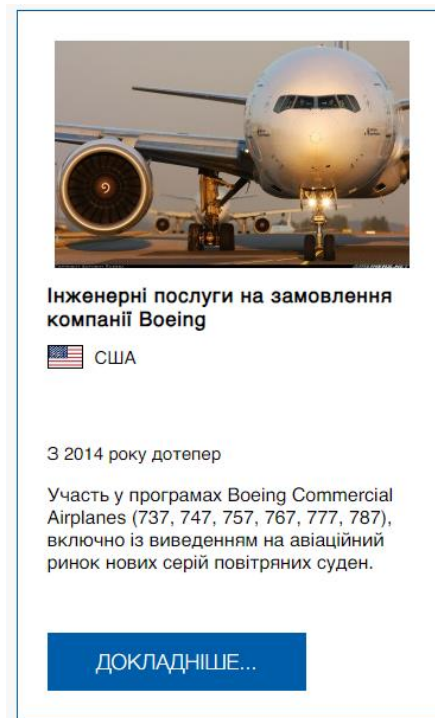 Інженерні послуги на замовлення
компанії Boeing
США
З 2014 року дотепер
Участь у програмах Boeing Commercial
Airplanes (737, 747, 757, 767, 777, 787),
включно із виведенням на авіаційний
ринок нових серій повітряних суден.
ДОКЛАДНІШЕ...